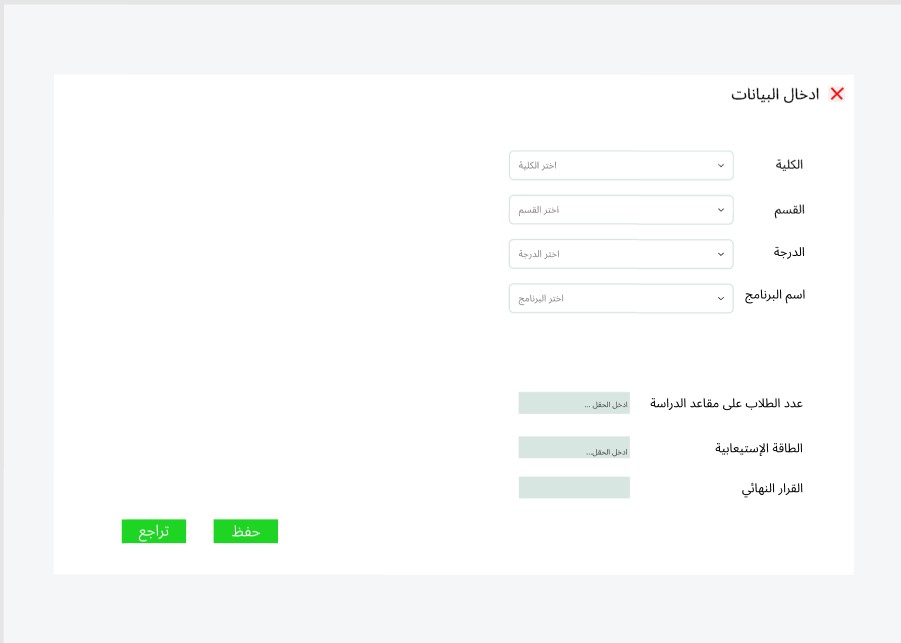 ادخال البيانات
الكلية
اختر الكلية
القسم
اختر القسم
الدرجة
اختر الدرجة
اسم البرنامج
اختر البرنامج
عدد الطلاب على مقاعد الدراسة
ادخل الحقل ...
الطاقة الإستيعابية
ادخل الحقل...
القرار النهائي
حفظ
تراجع